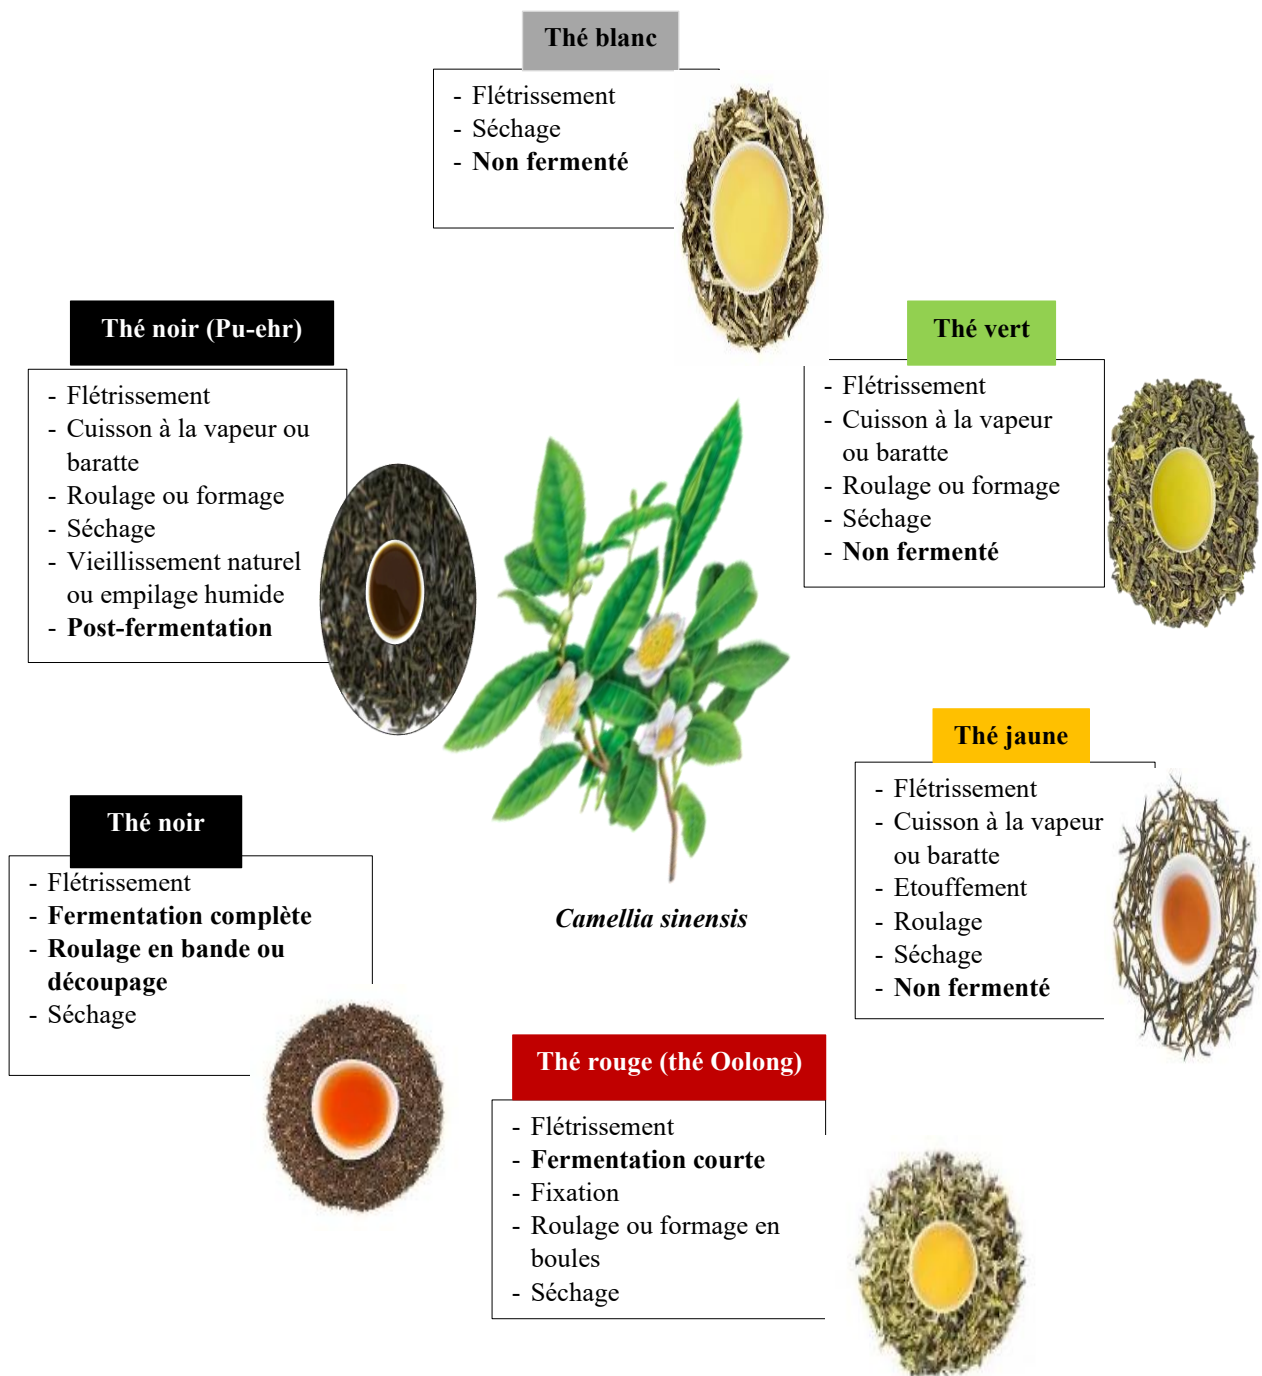 Thé blanc
- Flétrissement
- Séchage
- Non fermenté
Thé noir (Pu-ehr)
- Flétrissement
- Cuisson à la vapeur ou
baratte
- Roulage ou formage
- Séchage
- Vieillissement naturel
ou empilage humide
- Post-fermentation
Thé vert
- Flétrissement
- Cuisson à la vapeur
ou baratte
- Roulage ou formage
- Séchage
- Non fermenté
Thé jaune
- Flétrissement
- Cuisson à la vapeur
ou baratte
- Etouffement
- Roulage
- Séchage
- Non fermenté
Thé noir
- Flétrissement
- Fermentation complète
- Roulage en bande ou
découpage
- Séchage
Camellia sinensis
Thé rouge (thé Oolong)
- Flétrissement
- Fermentation courte
- Fixation
- Roulage ou formage en
boules
- Séchage